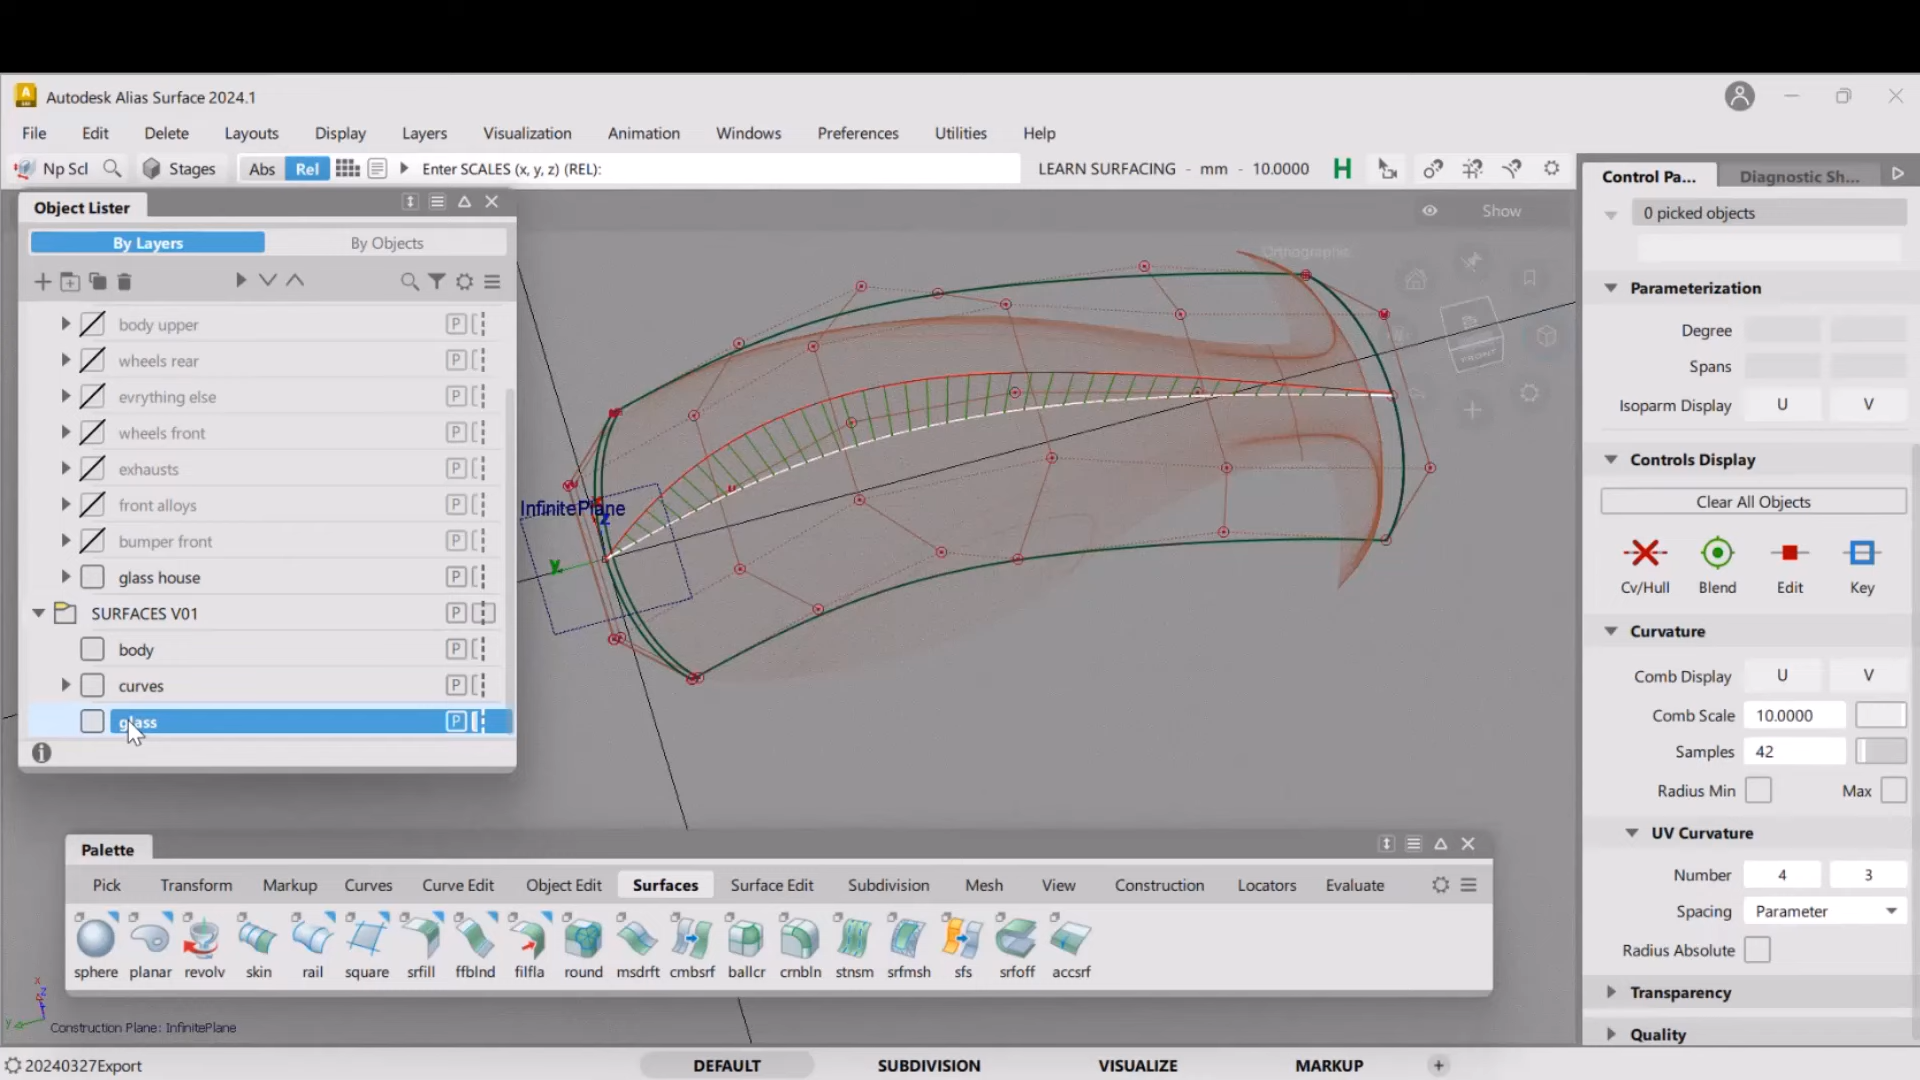 Autodesk Alias Surface 2024.1
File Edit Delete Layouts Display Layers Visualization Animation Windows Preferences Utilities Help
Np Scl Stages Abs Rel Enter SCALES (x, y, z) (REL): LEARN SURFACING - mm - 10.0000 H
Object Lister
By Layers By Objects
body upper P
wheels rear P
evrything else P
wheels front P
exhausts P
front alloys P
bumper front P
glass house P
SURFACES V01 P
body P
curves P
glass P
Show
Orthographic
FRONT
InfinitePlane
z
y
Control Pa... Diagnostic Sh...
0 picked objects
Parameterization
Degree
Spans
Isoparm Display U V
Controls Display
Clear All Objects
Cv/Hull Blend Edit Key
Curvature
Comb Display U V
Comb Scale 10.0000
Samples 42
Radius Min Max
UV Curvature
Number 4 3
Spacing Parameter
Radius Absolute
Transparency
Quality
Palette
Pick Transform Markup Curves Curve Edit Object Edit Surfaces Surface Edit Subdivision Mesh View Construction Locators Evaluate
sphere planar revolv skin rail square srfill ffblnd filfla round msdrft cmbsrf ballcr crnbln stnsm srfmsh sfs srfoff accsrf
x
z
y
Construction Plane: InfinitePlane
20240327Export DEFAULT SUBDIVISION VISUALIZE MARKUP +